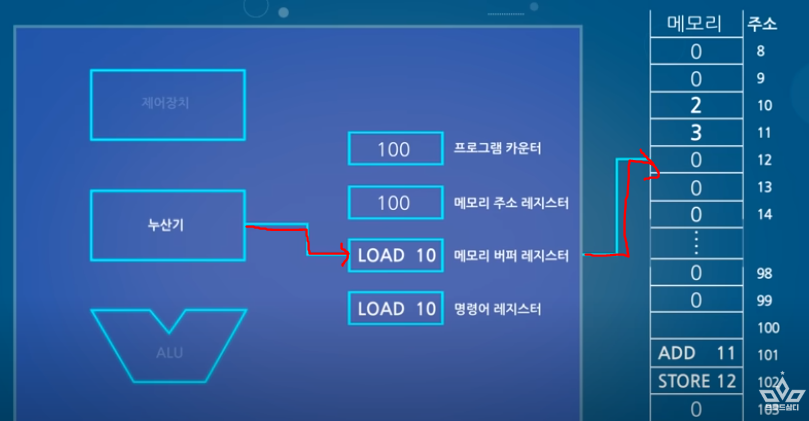 메모리 주소
0 8
제어장치
0 9
2 10
3 11
100 프로그램 카운터
0 12
0 13
100 메모리 주소 레지스터
0 14
누산기
LOAD 10 메모리 버퍼 레지스터
0 98
0 99
LOAD 10 명령어 레지스터
100
ALU
ADD 11 101
STORE 12 102
0 103